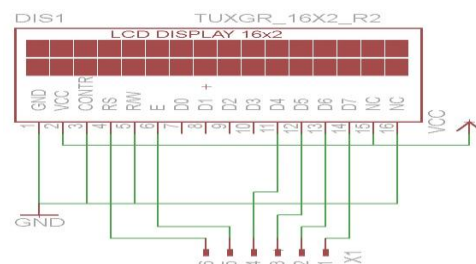 DIS1 TUXGR_16X2_R2
LCD DISPLAY 16x2
GND VCC CONTR RS R/W E D0 D1 D2 D3 D4 D5 D6 D7 NC NC
1 2 3 4 5 6 7 8 9 10 11 12 13 14 15 16
VCC
GND
X1